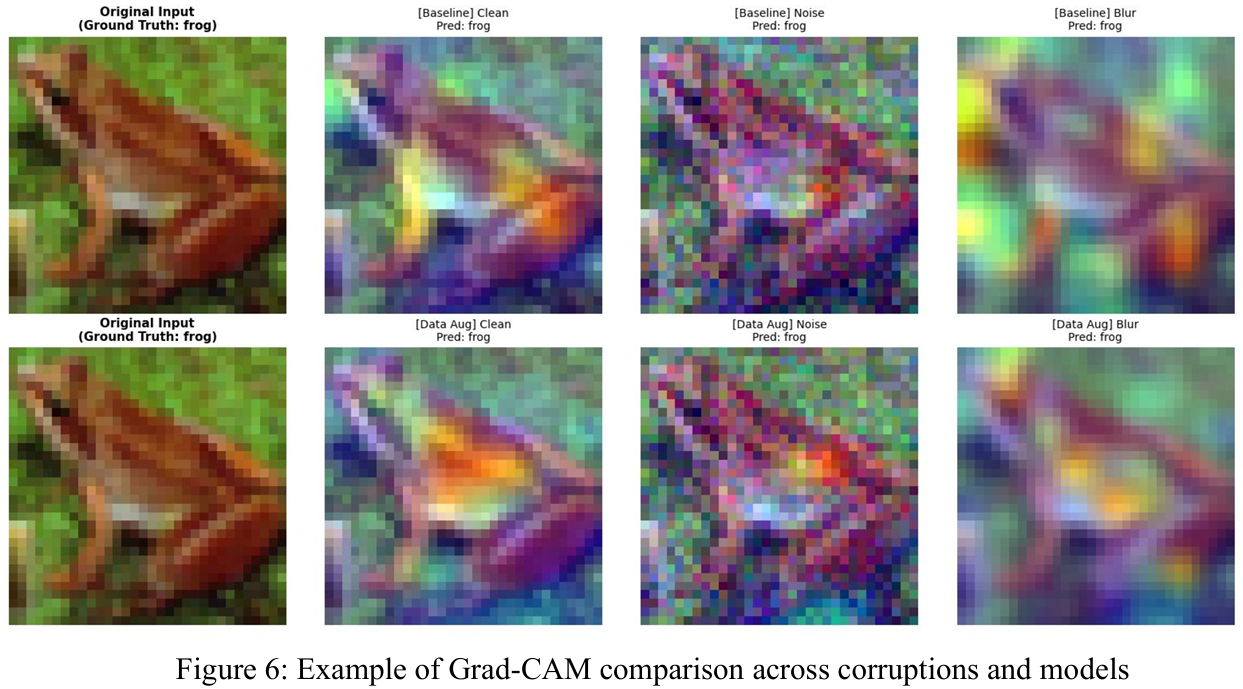 Original Input
(Ground Truth: frog)
[Baseline] Clean
Pred: frog
[Baseline] Noise
Pred: frog
[Baseline] Blur
Pred: frog
Original Input
(Ground Truth: frog)
[Data Aug] Clean
Pred: frog
[Data Aug] Noise
Pred: frog
[Data Aug] Blur
Pred: frog
Figure 6: Example of Grad-CAM comparison across corruptions and models